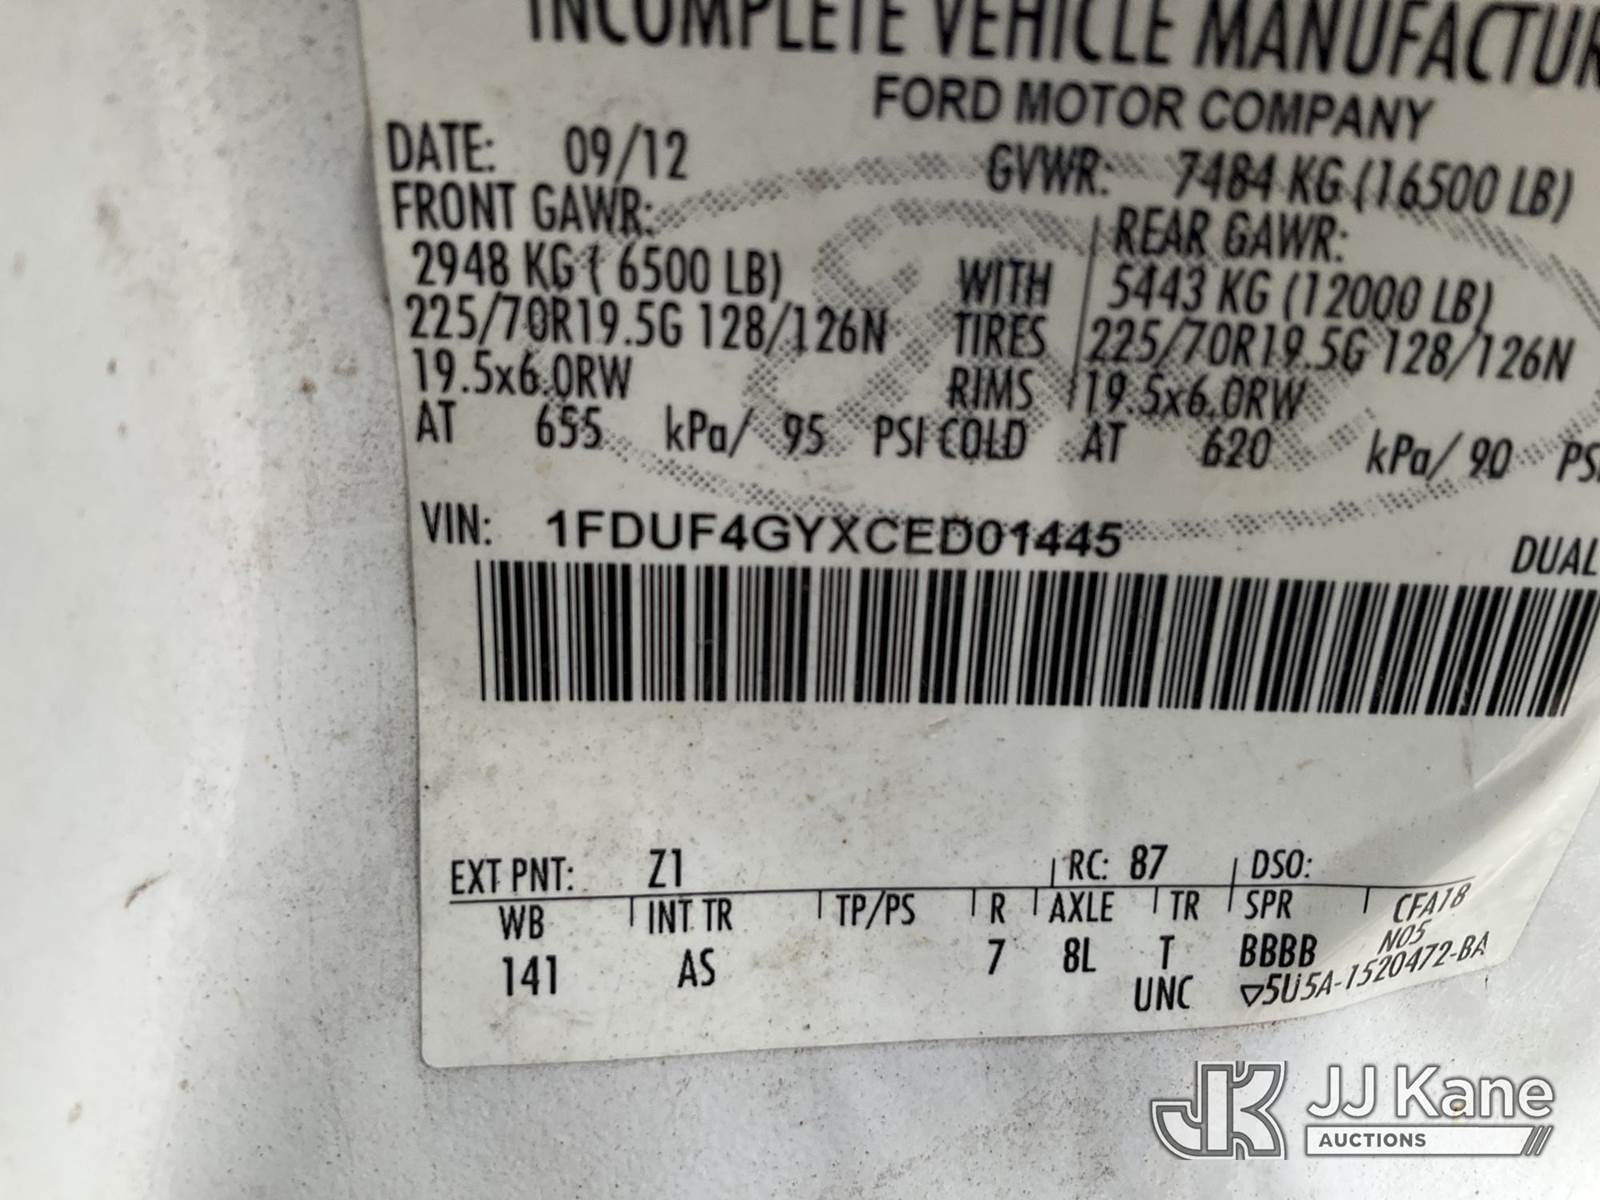 INCOMPLETE VEHICLE MANUFACTUR
FORD MOTOR COMPANY
DATE: 09/12 GVWR: 7484 KG (16500 LB)
FRONT GAWR: REAR GAWR:
2948 KG ( 6500 LB) WITH 5443 KG (12000 LB)
225/70R19.5G 128/126N TIRES 225/70R19.5G 128/126N
19.5x6.0RW RIMS 19.5x6.0RW
AT 655 kPa/ 95 PSI COLD AT 620 kPa/ 90 PSI
VIN: 1FDUF4GYXCED01445
DUAL
EXT PNT: Z1 RC: 87 DSO:
WB INT TR TP/PS R AXLE TR SPR CFA18
141 AS 7 8L T BBBB N05
UNC ▽5U5A-1520472-BA
JK JJ Kane
AUCTIONS